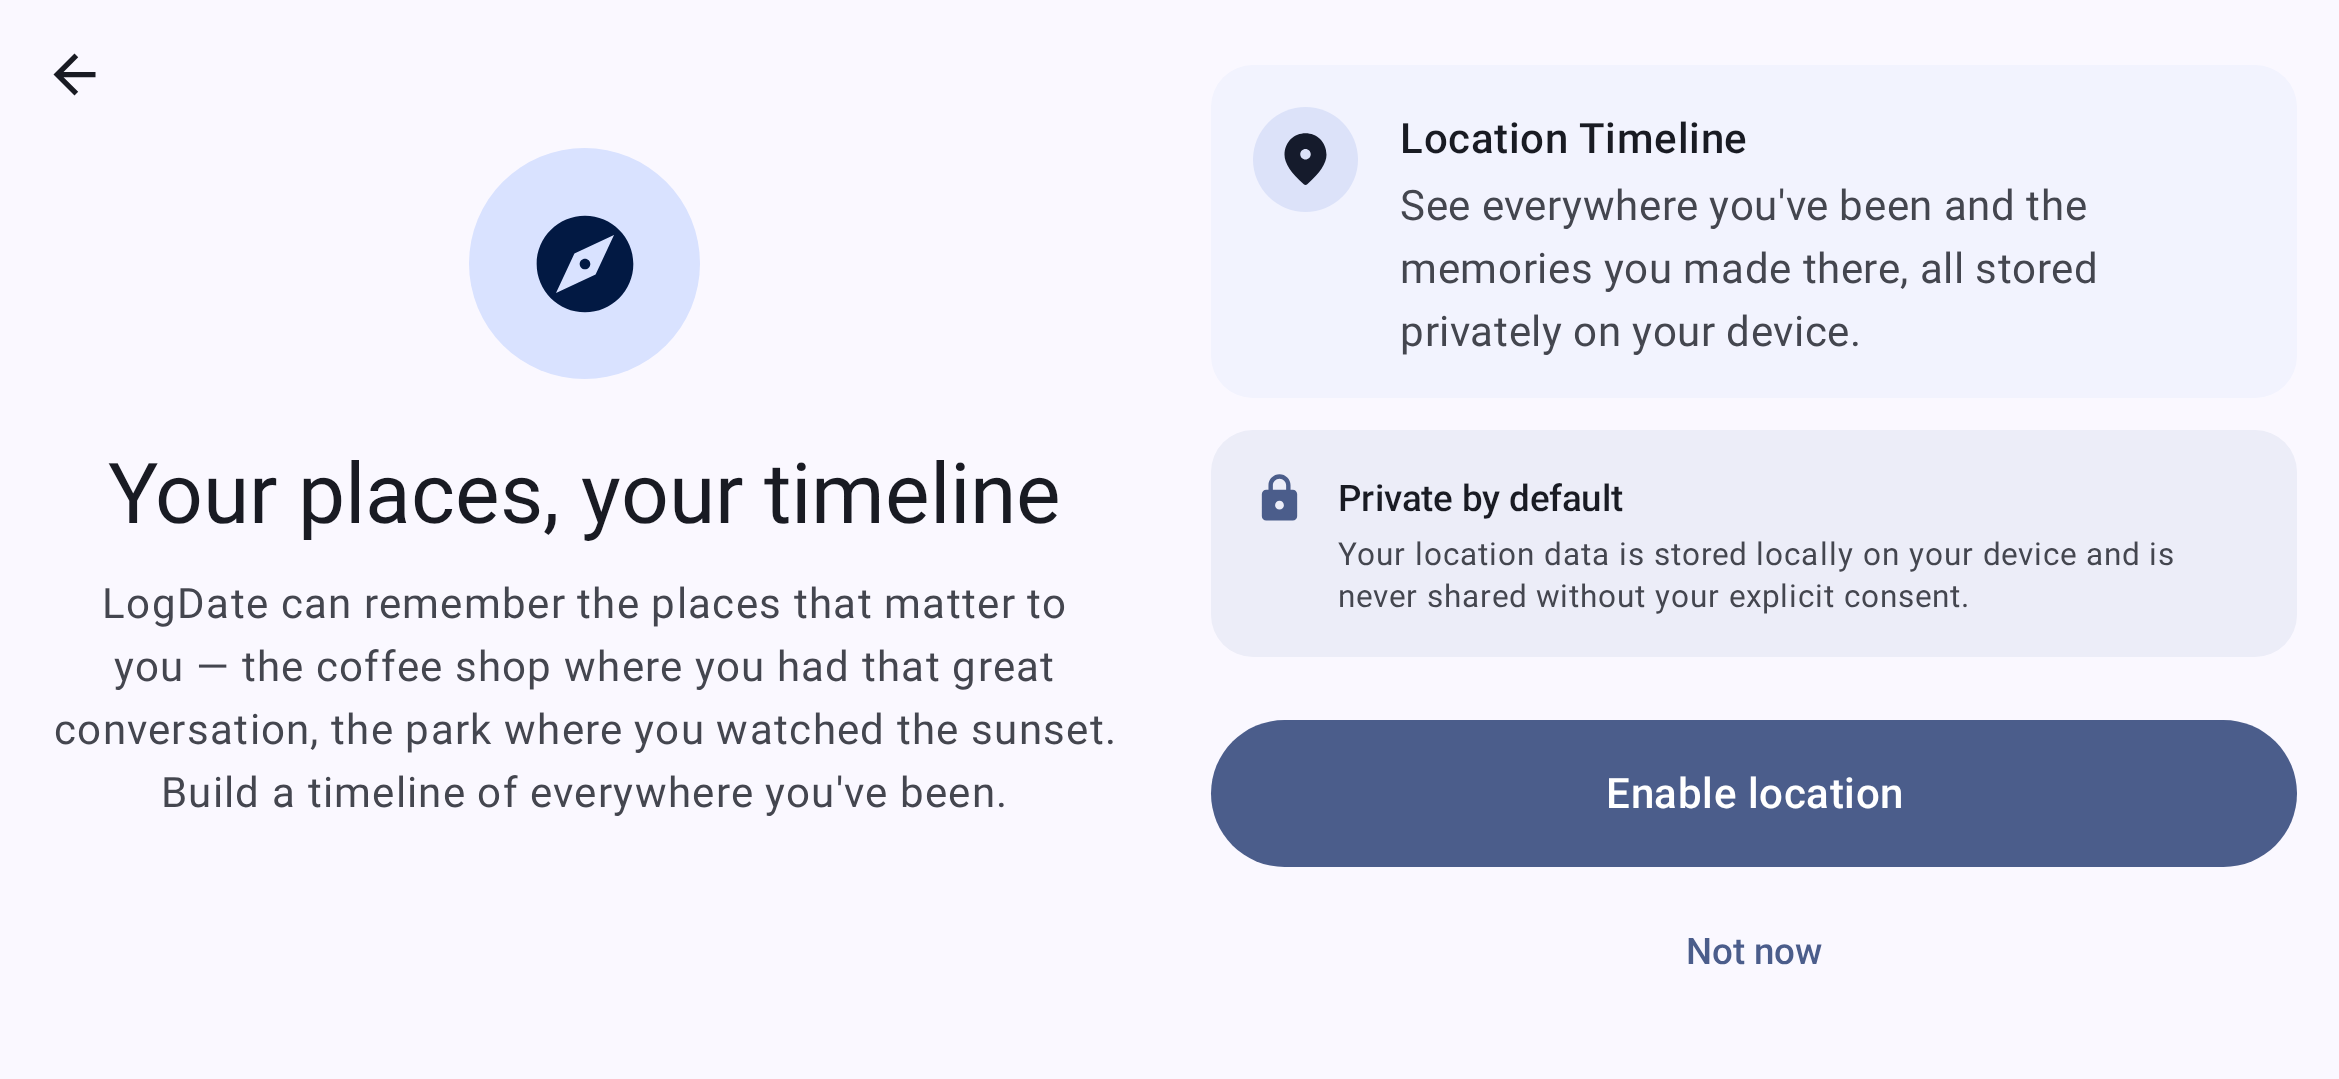 Your places, your timeline
LogDate can remember the places that matter to
you — the coffee shop where you had that great
conversation, the park where you watched the sunset.
Build a timeline of everywhere you've been.
Location Timeline
See everywhere you've been and the
memories you made there, all stored
privately on your device.
Private by default
Your location data is stored locally on your device and is
never shared without your explicit consent.
Enable location
Not now